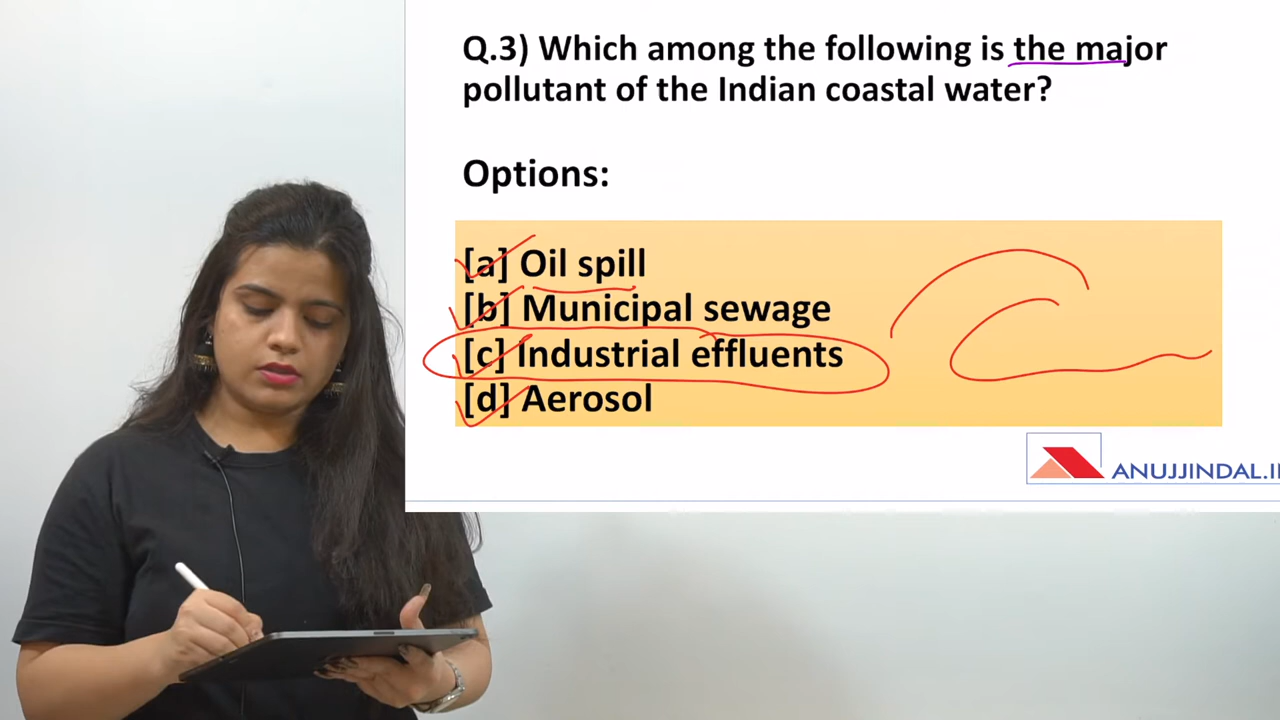 Q.3) Which among the following is the major
pollutant of the Indian coastal water?
Options:
[a] Oil spill
[b] Municipal sewage
[c] Industrial effluents
[d] Aerosol
ANUJJINDAL.I